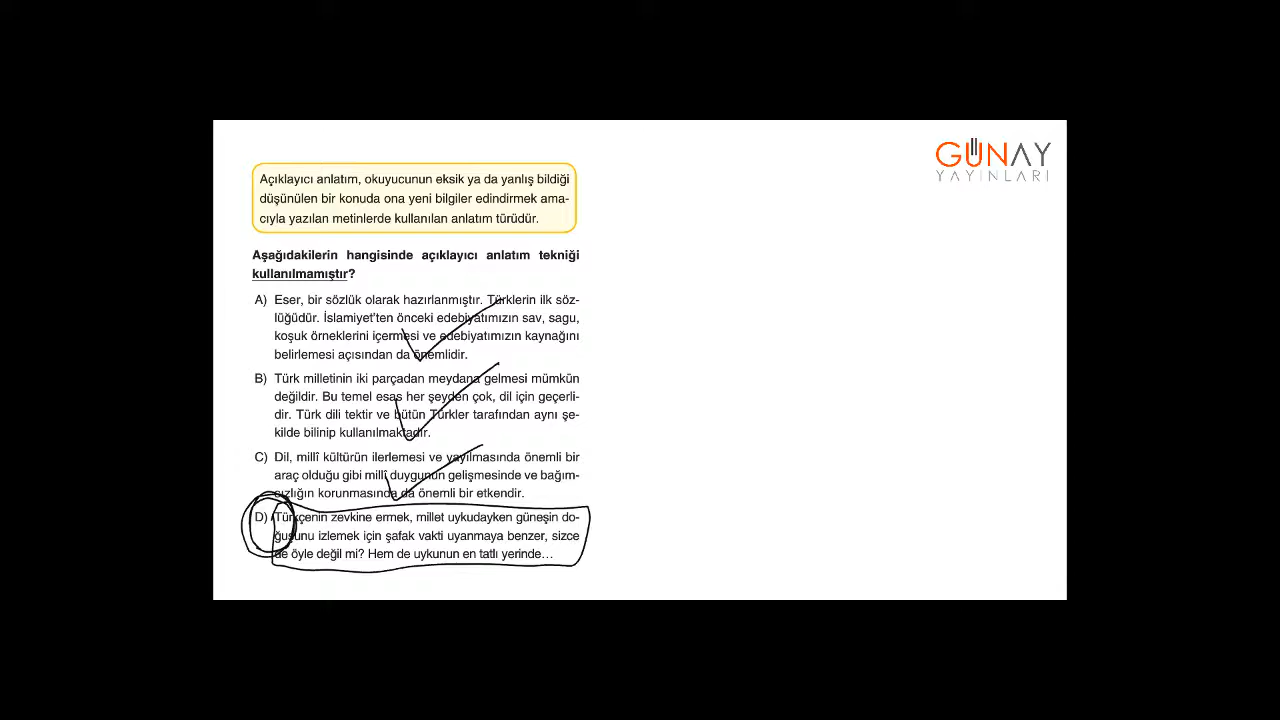 GÜNAY
YAYINLARI
Açıklayıcı anlatım, okuyucunun eksik ya da yanlış bildiği
düşünülen bir konuda ona yeni bilgiler edindirmek ama-
cıyla yazılan metinlerde kullanılan anlatım türüdür.
Aşağıdakilerin hangisinde açıklayıcı anlatım tekniği
kullanılmamıştır?
A) Eser, bir sözlük olarak hazırlanmıştır. Türklerin ilk söz-
lüğüdür. İslamiyet'ten önceki edebiyatımızın sav, sagu,
koşuk örneklerini içermesi ve edebiyatımızın kaynağını
belirlemesi açısından da önemlidir.
B) Türk milletinin iki parçadan meydana gelmesi mümkün
değildir. Bu temel esas her şeyden çok, dil için geçerli-
dir. Türk dili tektir ve bütün Türkler tarafından aynı şe-
kilde bilinip kullanılmaktadır.
C) Dil, millî kültürün ilerlemesi ve yayılmasında önemli bir
araç olduğu gibi millî duygunun gelişmesinde ve bağım-
sızlığın korunmasında da önemli bir etkendir.
D) Türkçenin zevkine ermek, millet uykudayken güneşin do-
ğuşunu izlemek için şafak vakti uyanmaya benzer, sizce
de öyle değil mi? Hem de uykunun en tatlı yerinde...